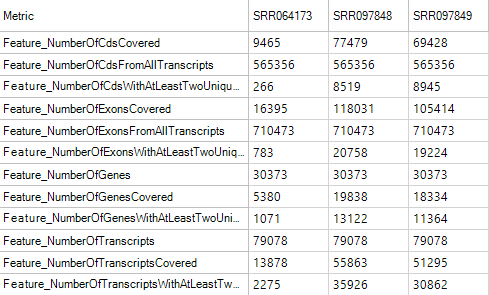 Metric SRR064173 SRR097848 SRR097849
Feature_NumberOfCdsCovered 9465 77479 69428
Feature_NumberOfCdsFromAllTranscripts 565356 565356 565356
Feature_NumberOfCdsWithAtLeastTwoUniqu... 266 8519 8945
Feature_NumberOfExonsCovered 16395 118031 105414
Feature_NumberOfExonsFromAllTranscripts 710473 710473 710473
Feature_NumberOfExonsWithAtLeastTwoUniq... 783 20758 19224
Feature_NumberOfGenes 30373 30373 30373
Feature_NumberOfGenesCovered 5380 19838 18334
Feature_NumberOfGenesWithAtLeastTwoUni... 1071 13122 11364
Feature_NumberOfTranscripts 79078 79078 79078
Feature_NumberOfTranscriptsCovered 13878 55863 51295
Feature_NumberOfTranscriptsWithAtLeastTw... 2275 35926 30862